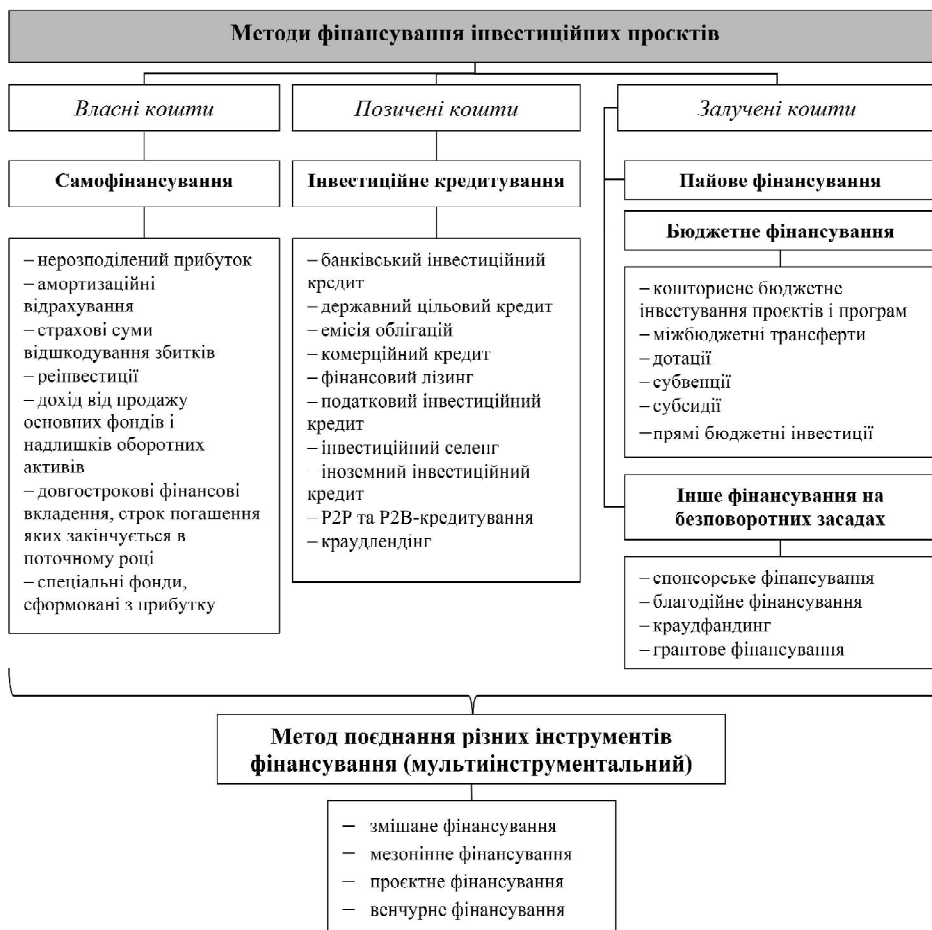 Методи фінансування інвестиційних проєктів
Власні кошти
Позичені кошти
Залучені кошти
Самофінансування
Інвестиційне кредитування
Пайове фінансування
Бюджетне фінансування
– нерозподілений прибуток
– амортизаційні
відрахування
– страхові суми
відшкодування збитків
– реінвестиції
– дохід від продажу
основних фондів і
надлишків оборотних
активів
– довгострокові фінансові
вкладення, строк погашення
яких закінчується в
поточному році
– спеціальні фонди,
сформовані з прибутку
– банківський інвестиційний
кредит
– державний цільовий кредит
– емісія облігацій
– комерційний кредит
– фінансовий лізинг
– податковий інвестиційний
кредит
– інвестиційний селенг
іноземний інвестиційний
кредит
– P2P та P2B-кредитування
– краудлендінг
– кошторисне бюджетне
інвестування проєктів і програм
– міжбюджетні трансферти
– дотації
– субвенції
– субсидії
– прямі бюджетні інвестиції
Інше фінансування на
безповоротних засадах
– спонсорське фінансування
– благодійне фінансування
– краудфандинг
– грантове фінансування
Метод поєднання різних інструментів
фінансування (мультиінструментальний)
– змішане фінансування
– мезонінне фінансування
– проєктне фінансування
– венчурне фінансування